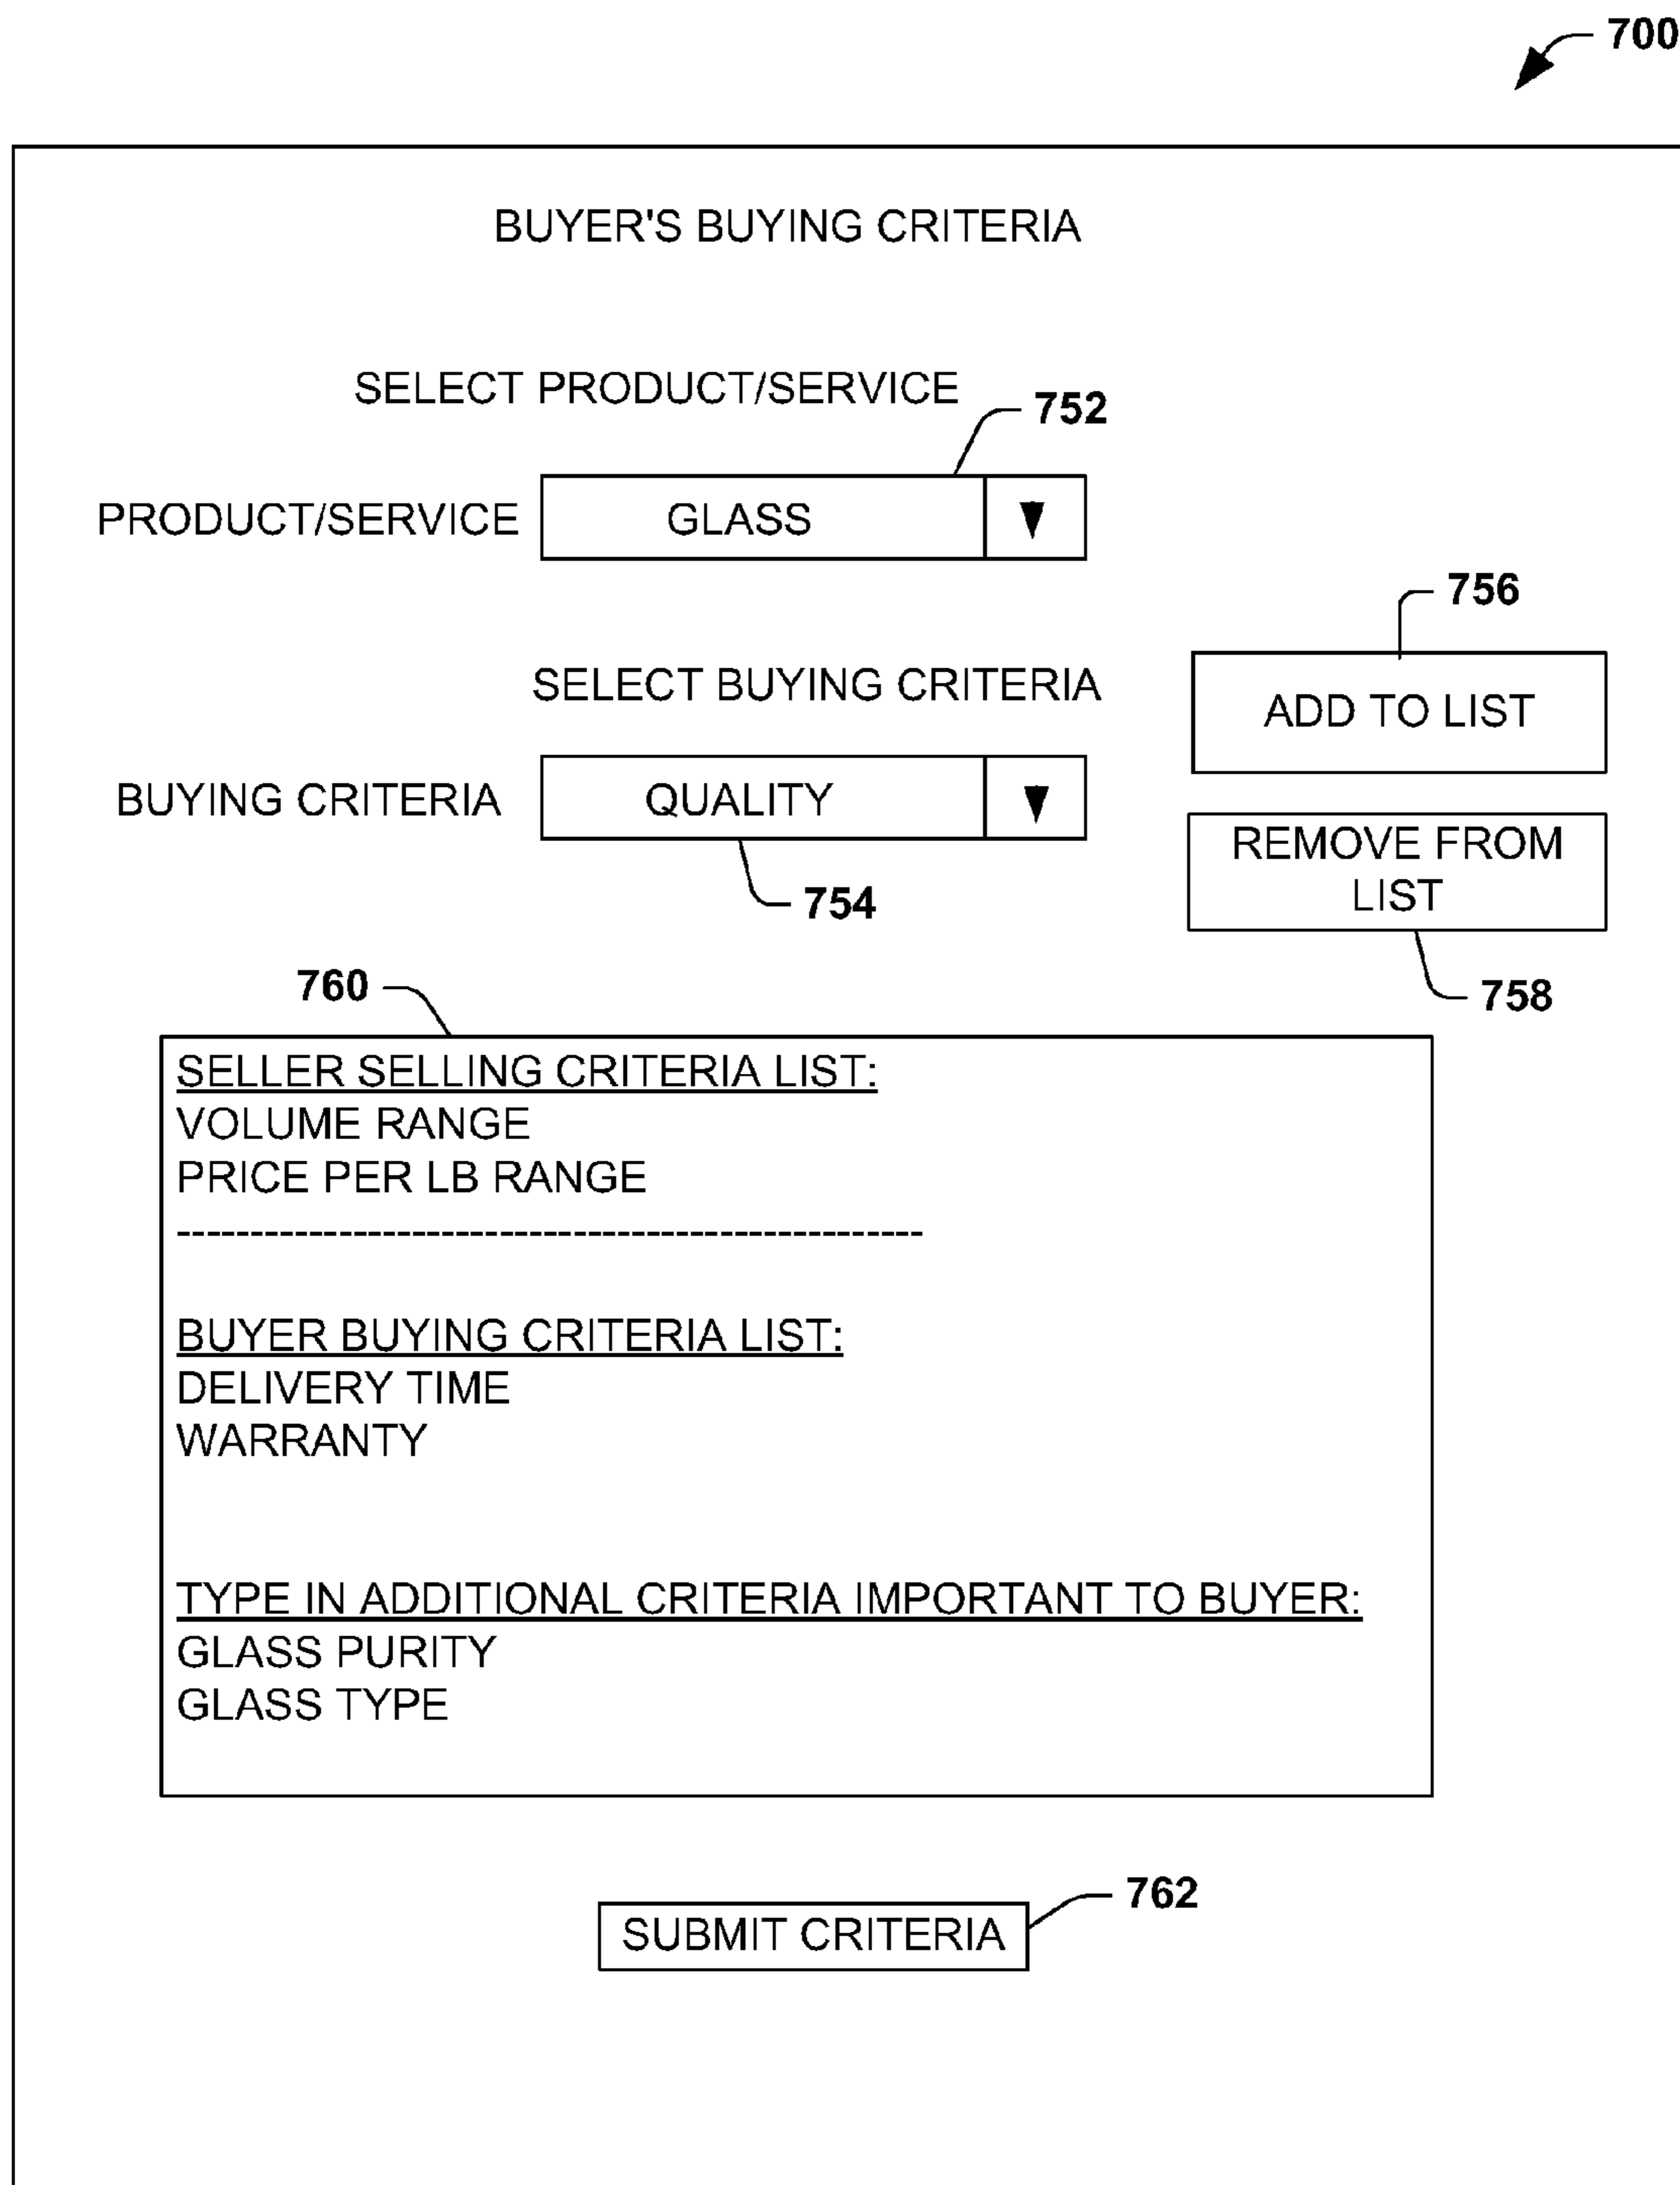 700
BUYER'S BUYING CRITERIA
SELECT PRODUCT/SERVICE
752
PRODUCT/SERVICE GLASS
756
SELECT BUYING CRITERIA
ADD TO LIST
BUYING CRITERIA QUALITY
754
REMOVE FROM
LIST
758
760
SELLER SELLING CRITERIA LIST:
VOLUME RANGE
PRICE PER LB RANGE
---------------------------------------------------
BUYER BUYING CRITERIA LIST:
DELIVERY TIME
WARRANTY
TYPE IN ADDITIONAL CRITERIA IMPORTANT TO BUYER:
GLASS PURITY
GLASS TYPE
762
SUBMIT CRITERIA